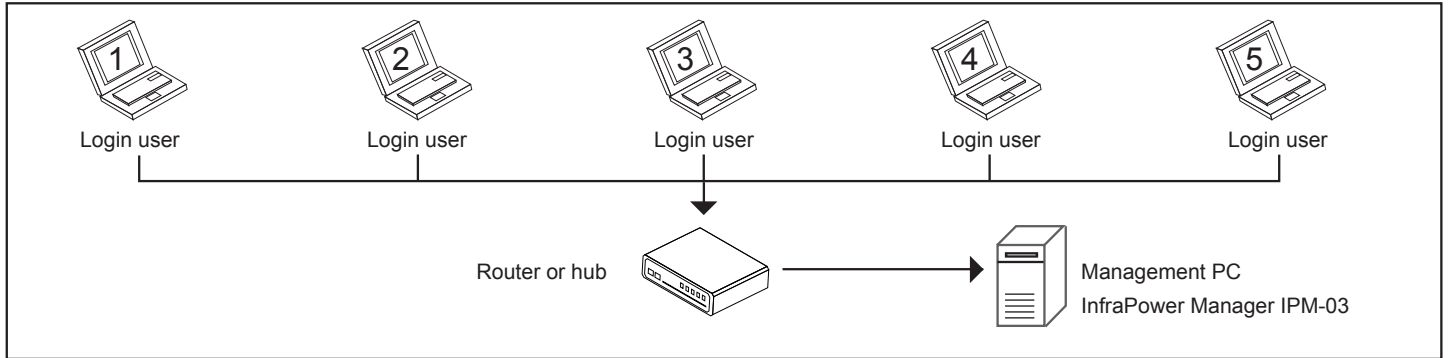 1
2
3
4
5
Login user
Login user
Login user
Login user
Login user
Router or hub
Management PC
InfraPower Manager IPM-03